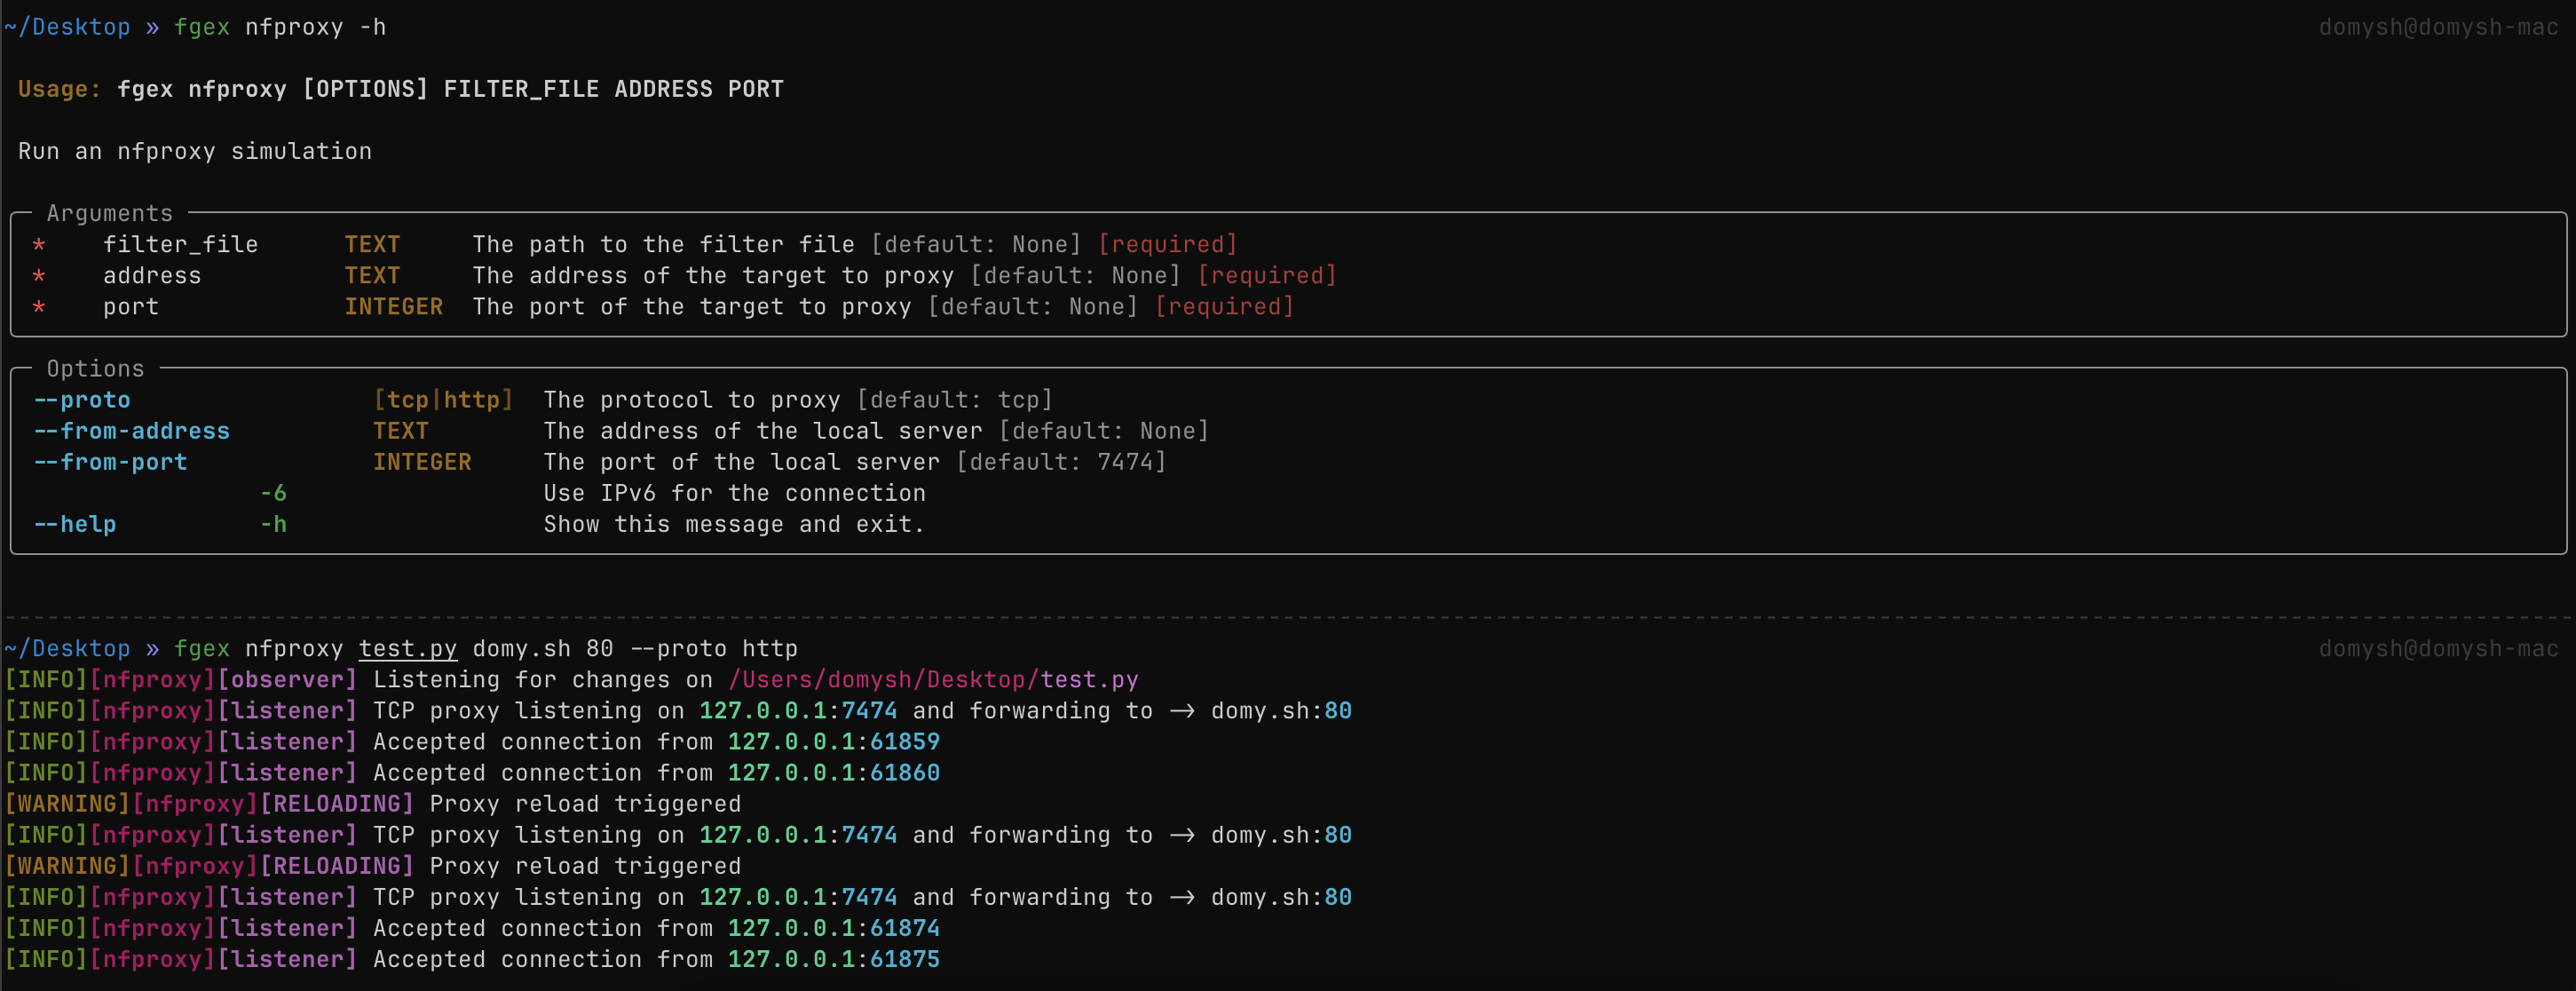 ~/Desktop » fgex nfproxy -h domysh@domysh-mac
Usage: fgex nfproxy [OPTIONS] FILTER_FILE ADDRESS PORT
Run an nfproxy simulation
Arguments
* filter_file TEXT The path to the filter file [default: None] [required]
* address TEXT The address of the target to proxy [default: None] [required]
* port INTEGER The port of the target to proxy [default: None] [required]
Options
--proto [tcp|http] The protocol to proxy [default: tcp]
--from-address TEXT The address of the local server [default: None]
--from-port INTEGER The port of the local server [default: 7474]
-6 Use IPv6 for the connection
--help -h Show this message and exit.
~/Desktop » fgex nfproxy test.py domy.sh 80 --proto http domysh@domysh-mac
[INFO][nfproxy][observer] Listening for changes on /Users/domysh/Desktop/test.py
[INFO][nfproxy][listener] TCP proxy listening on 127.0.0.1:7474 and forwarding to -> domy.sh:80
[INFO][nfproxy][listener] Accepted connection from 127.0.0.1:61859
[INFO][nfproxy][listener] Accepted connection from 127.0.0.1:61860
[WARNING][nfproxy][RELOADING] Proxy reload triggered
[INFO][nfproxy][listener] TCP proxy listening on 127.0.0.1:7474 and forwarding to -> domy.sh:80
[WARNING][nfproxy][RELOADING] Proxy reload triggered
[INFO][nfproxy][listener] TCP proxy listening on 127.0.0.1:7474 and forwarding to -> domy.sh:80
[INFO][nfproxy][listener] Accepted connection from 127.0.0.1:61874
[INFO][nfproxy][listener] Accepted connection from 127.0.0.1:61875